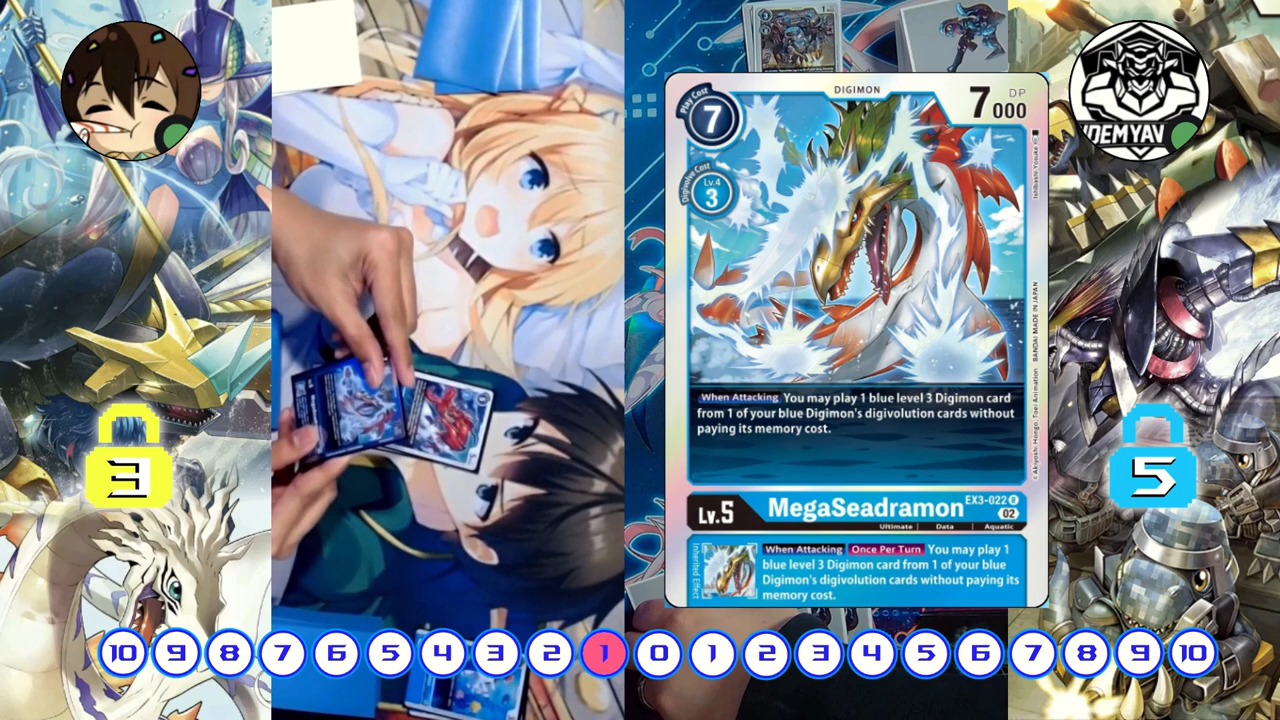 DIGIMON
Play Cost
7
7000
DP
Digivolve Cost
Lv.4
3
IDEMYAV
When Attacking You may play 1 blue level 3 Digimon card
from 1 of your blue Digimon's digivolution cards without
paying its memory cost.
3
5
Lv.5
MegaSeadramon
EX3-022 R
02
Ultimate | Data | Aquatic
Inherited Effect
When Attacking Once Per Turn You may play 1
blue level 3 Digimon card from 1 of your blue
Digimon's digivolution cards without paying its
memory cost.
©Akiyoshi Hongo, Toei Animation BANDAI MADE IN JAPAN
10 9 8 7 6 5 4 3 2 1 0 1 2 3 4 5 6 7 8 9 10